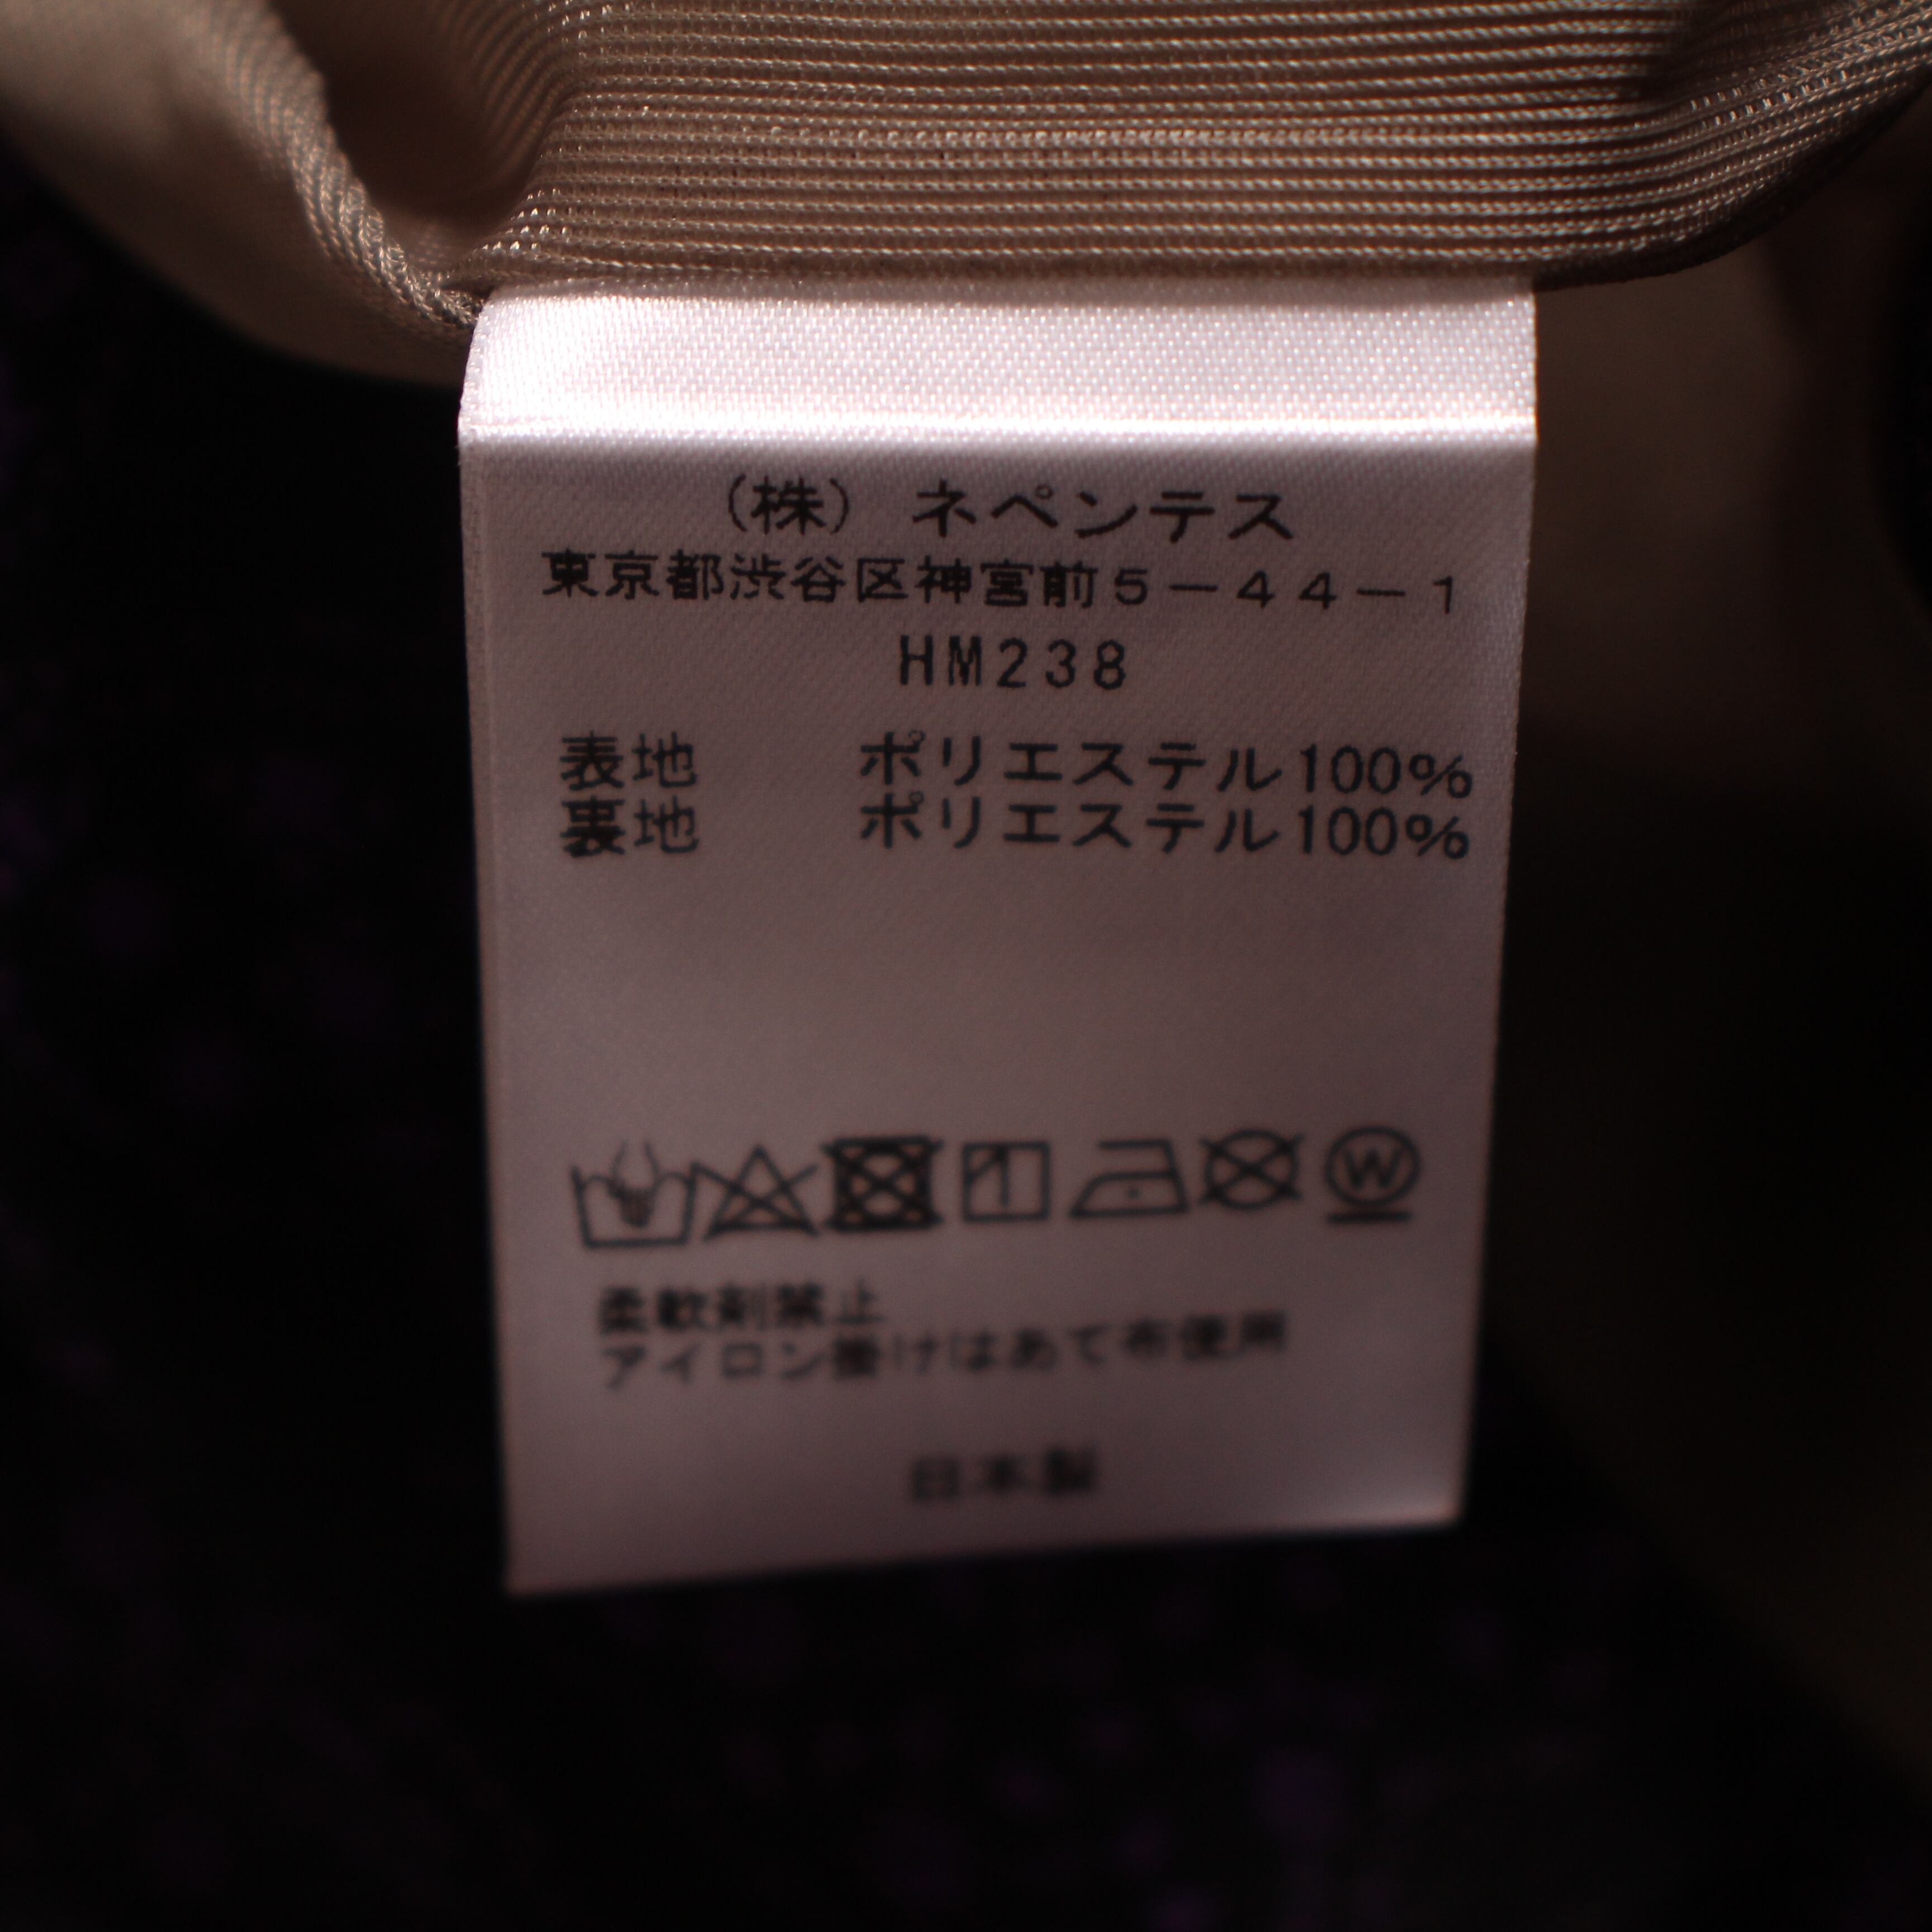 (株) ネペンテス
東京都渋谷区神宮前5-44-1
HM238
表地 ポリエステル100%
裏地 ポリエステル100%
W
柔軟剤禁止
アイロン掛けはあて布使用
日本製